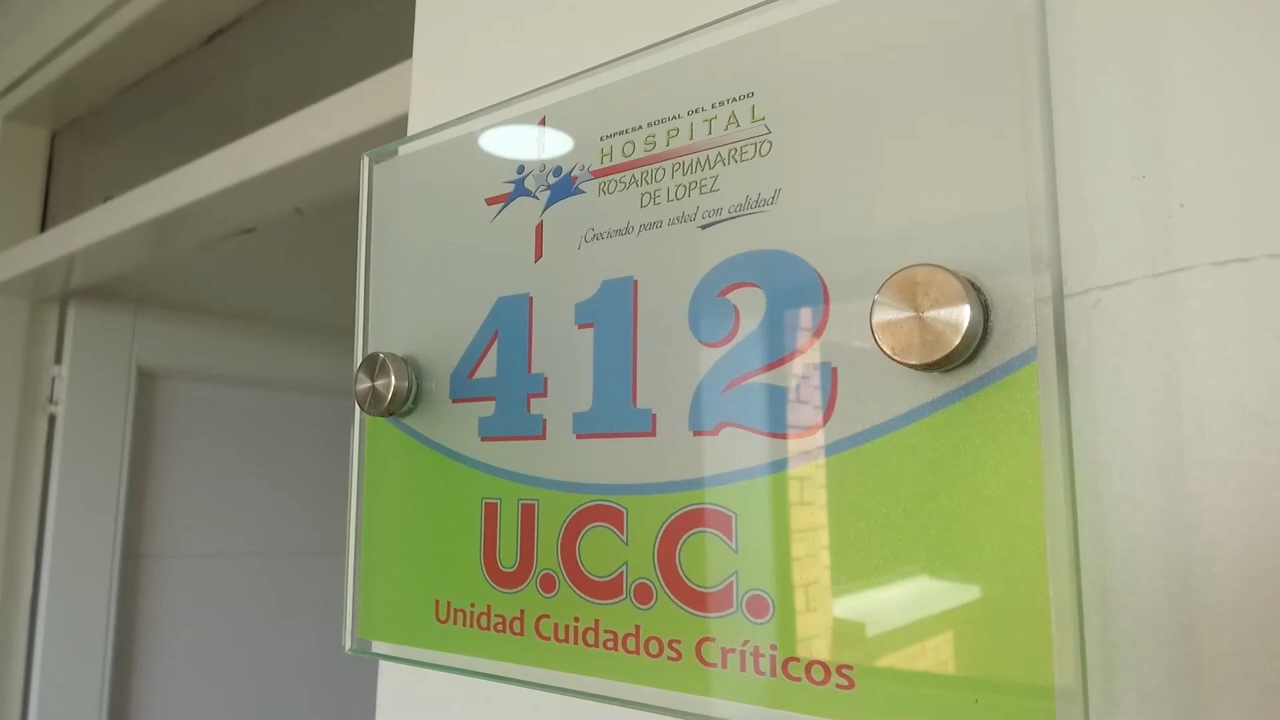 EMPRESA SOCIAL DEL ESTADO
HOSPITAL
ROSARIO PUMAREJO
DE LOPEZ
¡Creciendo para usted con calidad!
412
U.C.C.
Unidad Cuidados Críticos